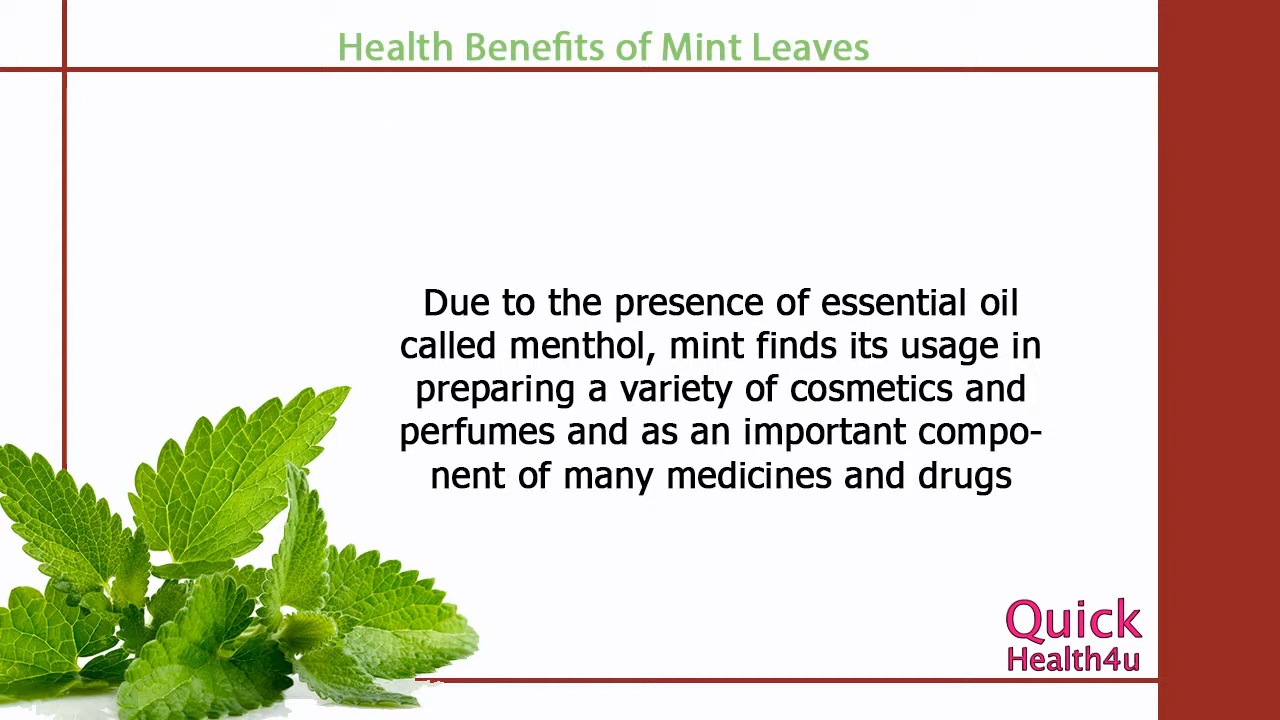 Health Benefits of Mint Leaves
Due to the presence of essential oil
called menthol, mint finds its usage in
preparing a variety of cosmetics and
perfumes and as an important compo-
nent of many medicines and drugs
Quick
Health4u